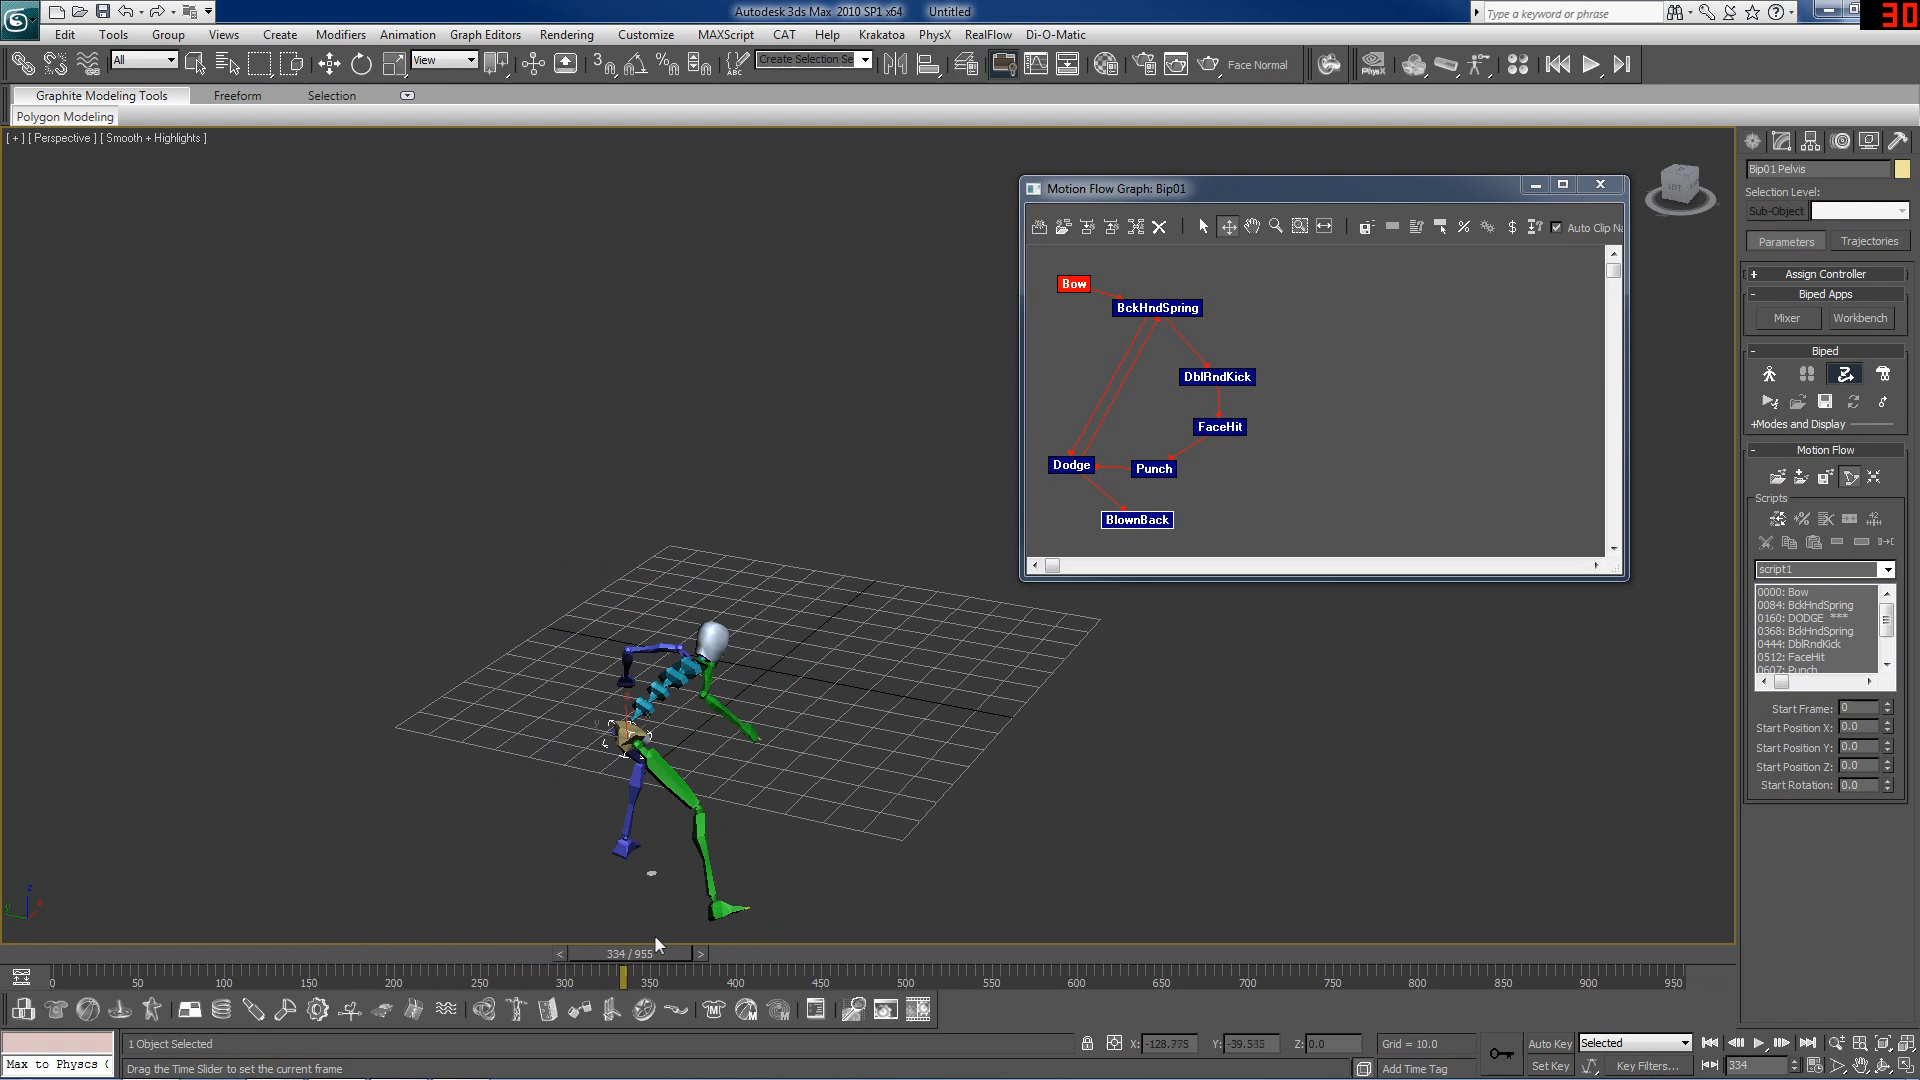 Autodesk 3ds Max 2010 SP1 x64 Untitled
Type a keyword or phrase
30
Edit Tools Group Views Create Modifiers Animation Graph Editors Rendering Customize MAXScript CAT Help Krakatoa PhysX RealFlow Di-O-Matic
All View Create Selection Se Face Normal
Graphite Modeling Tools Freeform Selection
Polygon Modeling
[ + ] [ Perspective ] [ Smooth + Highlights ]
Motion Flow Graph: Bip01
Auto Clip Na
Bow
BckHndSpring
DblRndKick
FaceHit
Dodge
Punch
BlownBack
Bip01 Pelvis
Selection Level:
Sub-Object
Parameters Trajectories
+ Assign Controller
- Biped Apps
Mixer Workbench
- Biped
+Modes and Display
- Motion Flow
Scripts
script1
0000: Bow
0084: BckHndSpring
0160: DODGE ***
0368: BckHndSpring
0444: DblRndKick
0512: FaceHit
0607: Punch
Start Frame: 0
Start Position X: 0.0
Start Position Y: 0.0
Start Position Z: 0.0
Start Rotation: 0.0
< 334 / 955 >
0 50 100 150 200 250 300 350 400 450 500 550 600 650 700 750 800 850 900 950
1 Object Selected
X: -128.775 Y: -39.583 Z: 0.0 Grid = 10.0 Auto Key Selected
Max to Physcs (
Drag the Time Slider to set the current frame
Add Time Tag Set Key Key Filters... 334